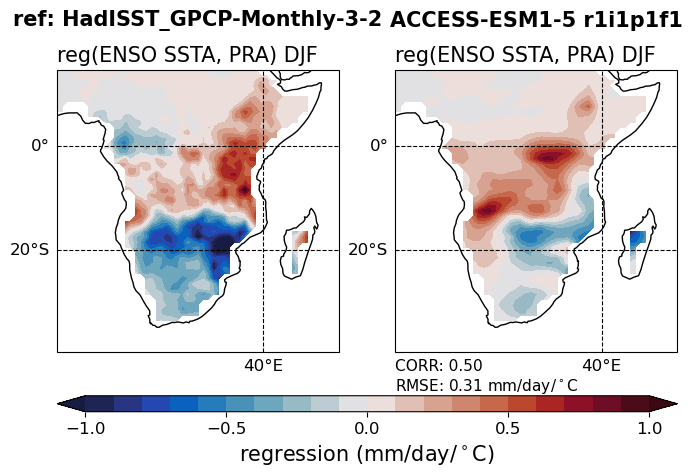 ref: HadISST_GPCP-Monthly-3-2 ACCESS-ESM1-5 r1i1p1f1
reg(ENSO SSTA, PRA) DJF
reg(ENSO SSTA, PRA) DJF
0°
0°
20°S
20°S
40°E
40°E
CORR: 0.50
RMSE: 0.31 mm/day/°C
−1.0
−0.5
0.0
0.5
1.0
regression (mm/day/°C)